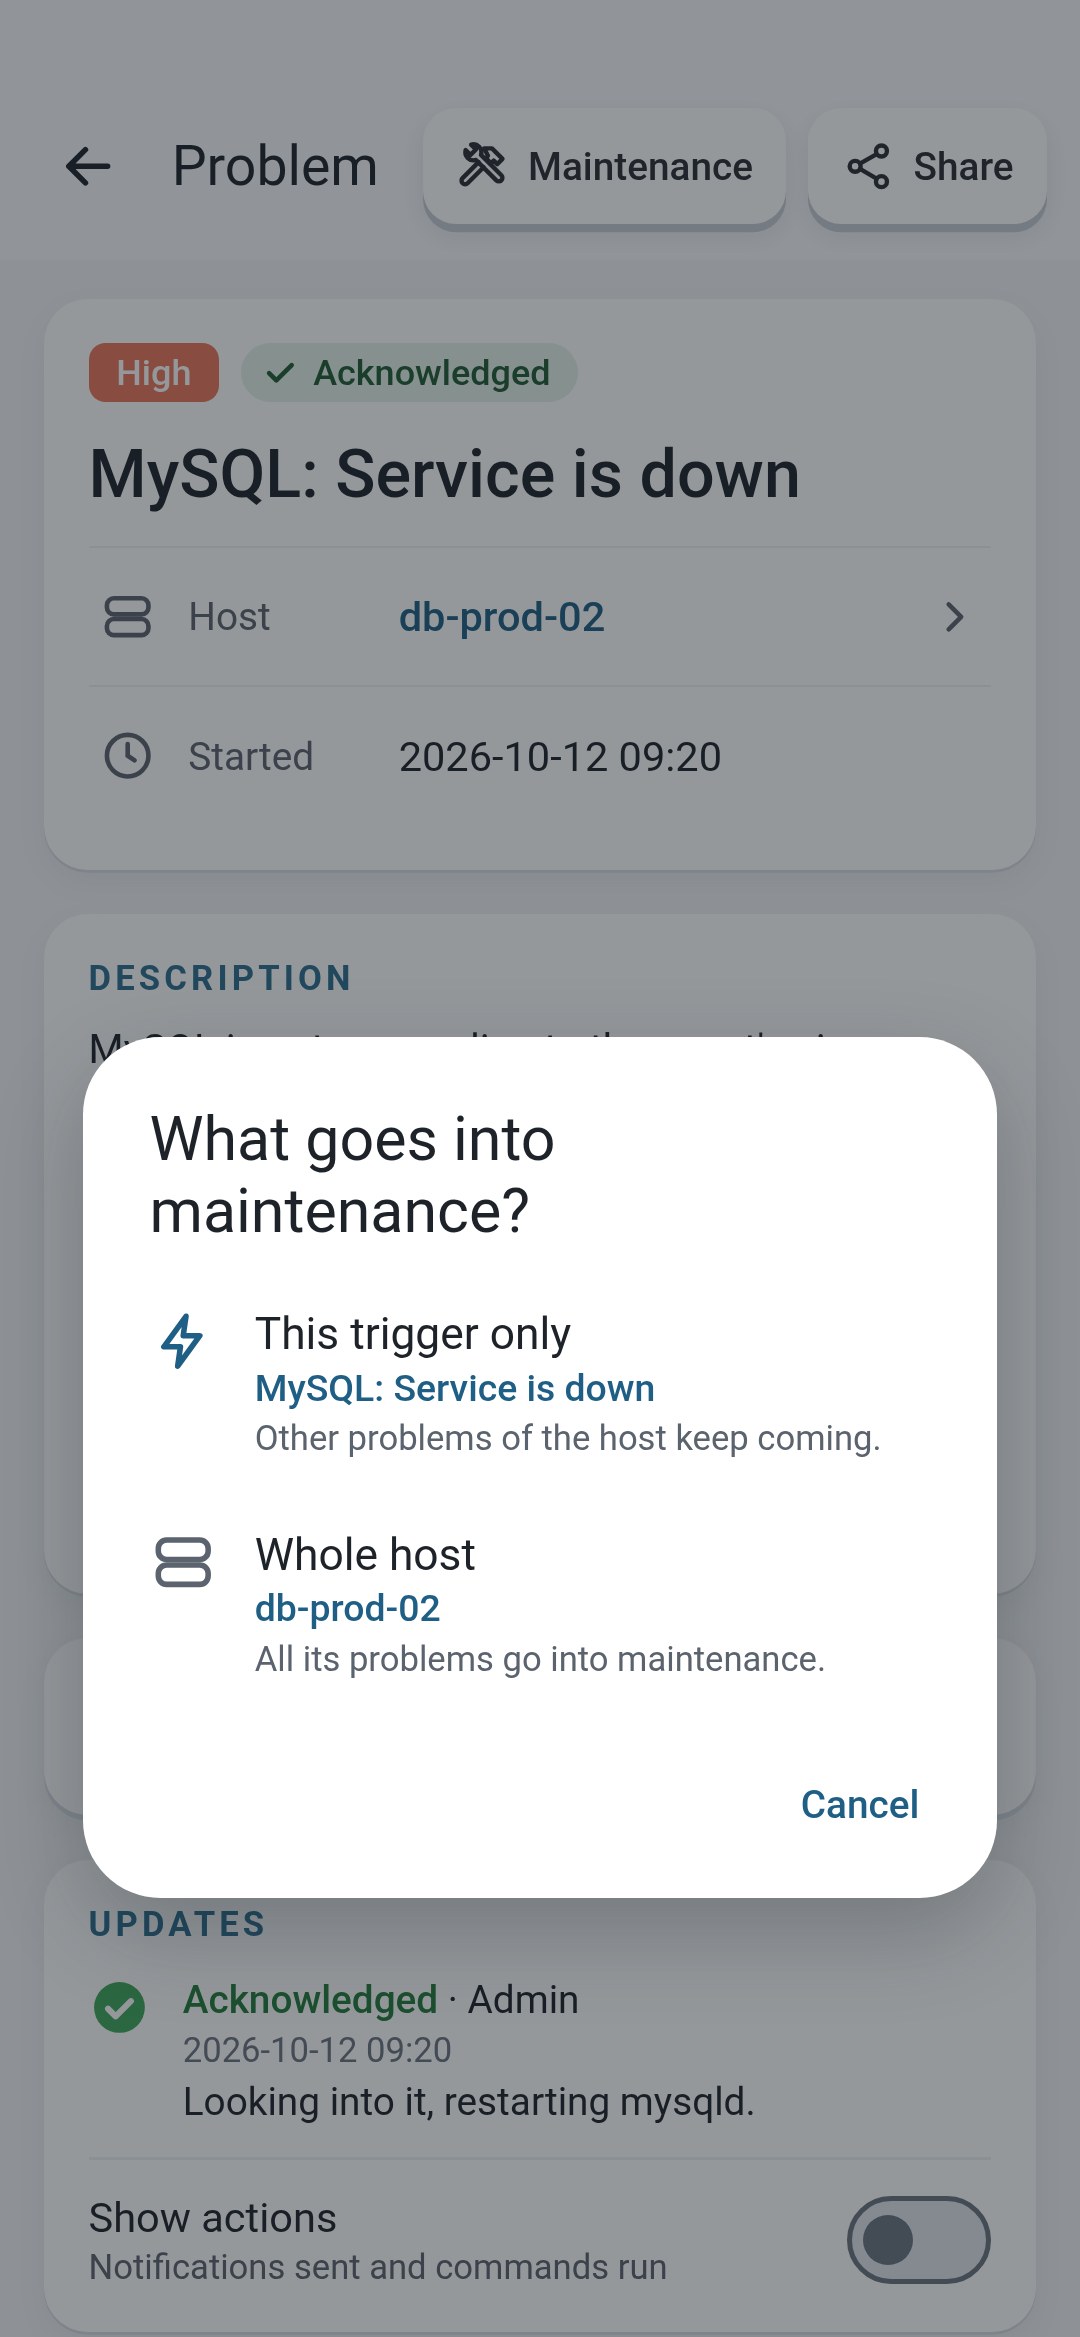 Problem
Maintenance
Share
High
Acknowledged
MySQL: Service is down
Host
db-prod-02
Started
2026-10-12 09:20
DESCRIPTION
What goes into
maintenance?
This trigger only
MySQL: Service is down
Other problems of the host keep coming.
Whole host
db-prod-02
All its problems go into maintenance.
Cancel
UPDATES
Acknowledged · Admin
2026-10-12 09:20
Looking into it, restarting mysqld.
Show actions
Notifications sent and commands run